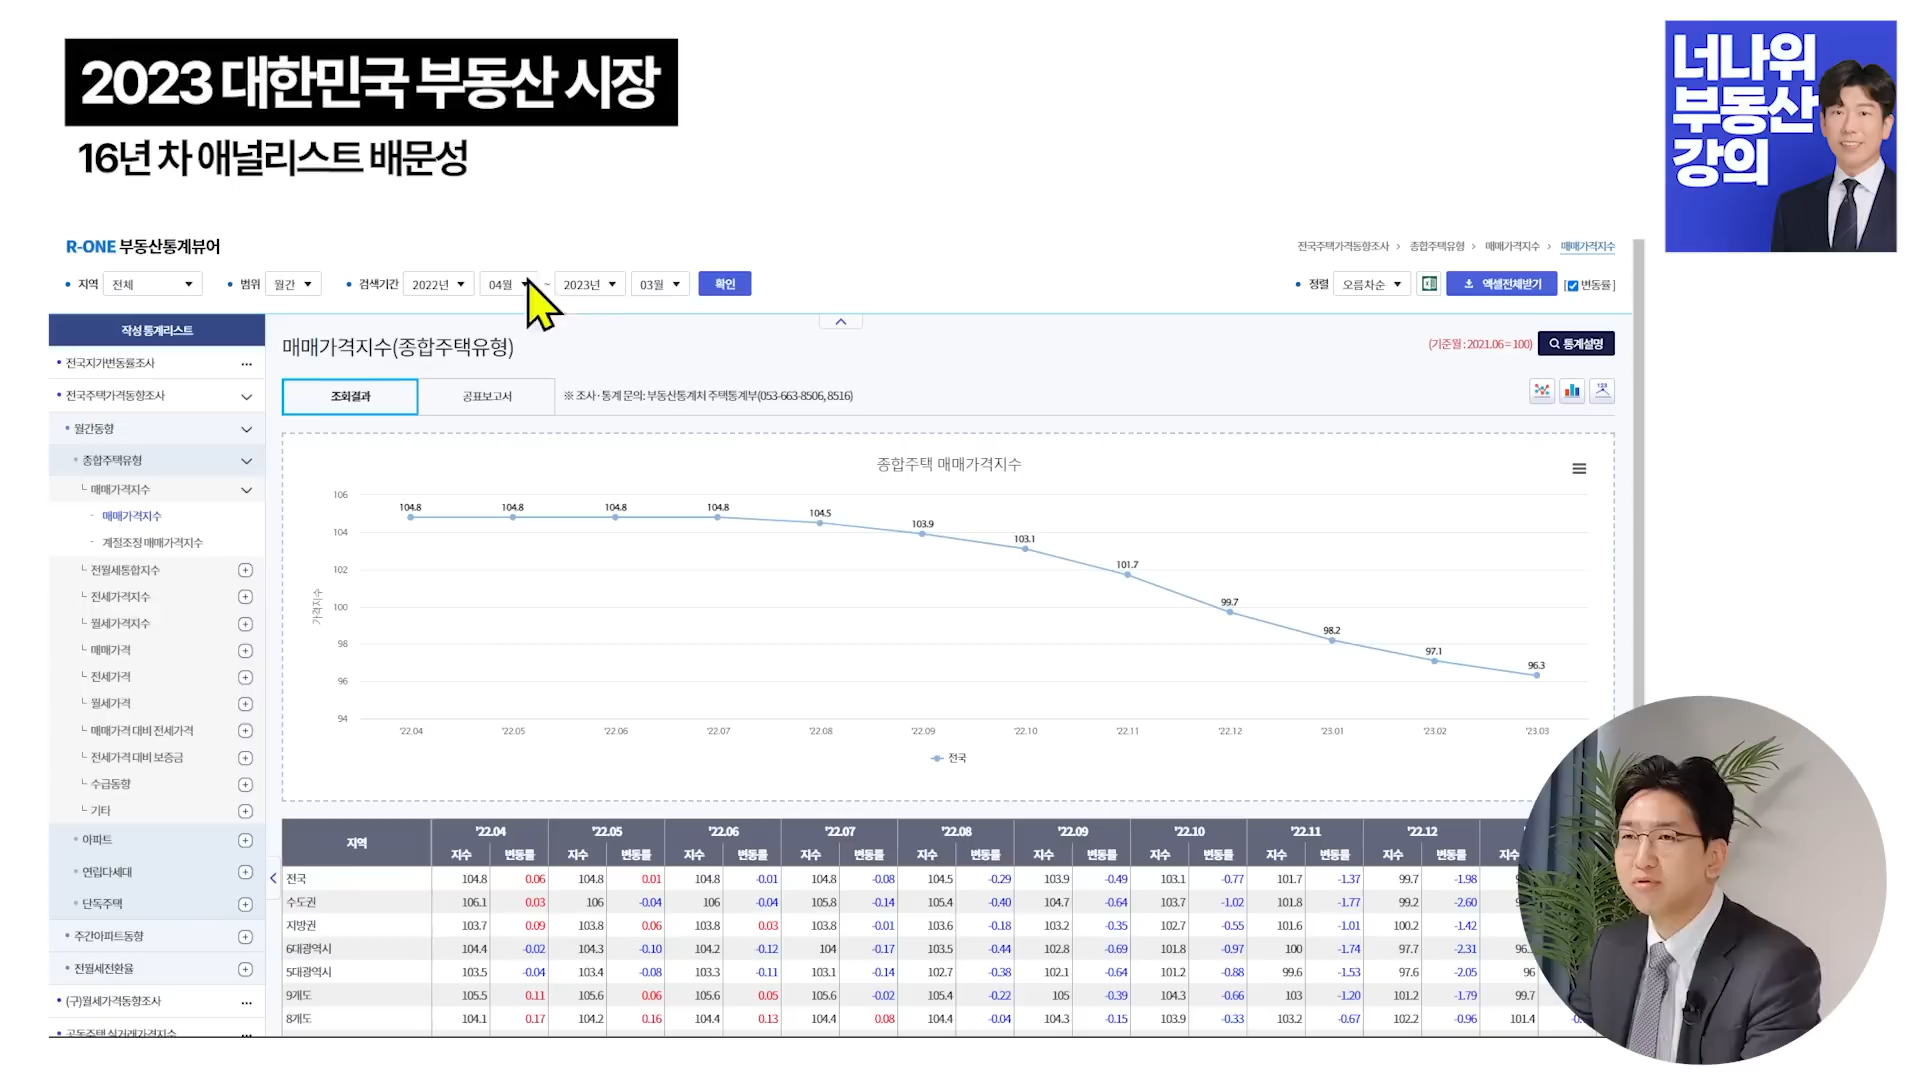 2023 대한민국 부동산 시장
16년 차 애널리스트 배문성
너나위
부동산
강의
R-ONE 부동산통계뷰어
전국주택가격동향조사 > 종합주택유형 > 매매가격지수 > 매매가격지수
지역 전체 범위 월간 검색기간 2022년 04월 ~ 2023년 03월 확인
정렬 오름차순 엑셀전체받기 [변동률]
작성 통계리스트
전국지가변동률조사
전국주택가격동향조사
월간동향
종합주택유형
매매가격지수
매매가격지수
계절조정 매매가격지수
전월세통합지수
전세가격지수
월세가격지수
매매가격
전세가격
월세가격
매매가격 대비 전세가격
전세가격 대비 보증금
수급동향
기타
아파트
연립다세대
단독주택
주간아파트동향
전월세전환율
(구)월세가격동향조사
공동주택 실거래가격지수
매매가격지수(종합주택유형)
(기준월 : 2021.06 = 100) 통계설명
조회결과 공표보고서 ※ 조사·통계 문의: 부동산통계처 주택통계부(053-663-8506, 8516)
123
종합주택 매매가격지수
가격지수
106
104
102
100
98
96
94
104.8 104.8 104.8 104.8 104.5 103.9 103.1 101.7 99.7 98.2 97.1 96.3
'22.04 '22.05 '22.06 '22.07 '22.08 '22.09 '22.10 '22.11 '22.12 '23.01 '23.02 '23.03
전국
지역 '22.04 '22.05 '22.06 '22.07 '22.08 '22.09 '22.10 '22.11 '22.12
지수 변동률 지수 변동률 지수 변동률 지수 변동률 지수 변동률 지수 변동률 지수 변동률 지수 변동률 지수 변동률 지수
전국 104.8 0.06 104.8 0.01 104.8 -0.01 104.8 -0.08 104.5 -0.29 103.9 -0.49 103.1 -0.77 101.7 -1.37 99.7 -1.98
수도권 106.1 0.03 106 -0.04 106 -0.04 105.8 -0.14 105.4 -0.40 104.7 -0.64 103.7 -1.02 101.8 -1.77 99.2 -2.60
지방권 103.7 0.09 103.8 0.06 103.8 0.03 103.8 -0.01 103.6 -0.18 103.2 -0.35 102.7 -0.55 101.6 -1.01 100.2 -1.42
6대광역시 104.4 -0.02 104.3 -0.10 104.2 -0.12 104 -0.17 103.5 -0.44 102.8 -0.69 101.8 -0.97 100 -1.74 97.7 -2.31
5대광역시 103.5 -0.04 103.4 -0.08 103.3 -0.11 103.1 -0.14 102.7 -0.38 102.1 -0.64 101.2 -0.88 99.6 -1.53 97.6 -2.05 96
9개도 105.5 0.11 105.6 0.06 105.6 0.05 105.6 -0.02 105.4 -0.22 105 -0.39 104.3 -0.66 103 -1.20 101.2 -1.79 99.7
8개도 104.1 0.17 104.2 0.16 104.4 0.13 104.4 0.08 104.4 -0.04 104.3 -0.15 103.9 -0.33 103.2 -0.67 102.2 -0.96 101.4